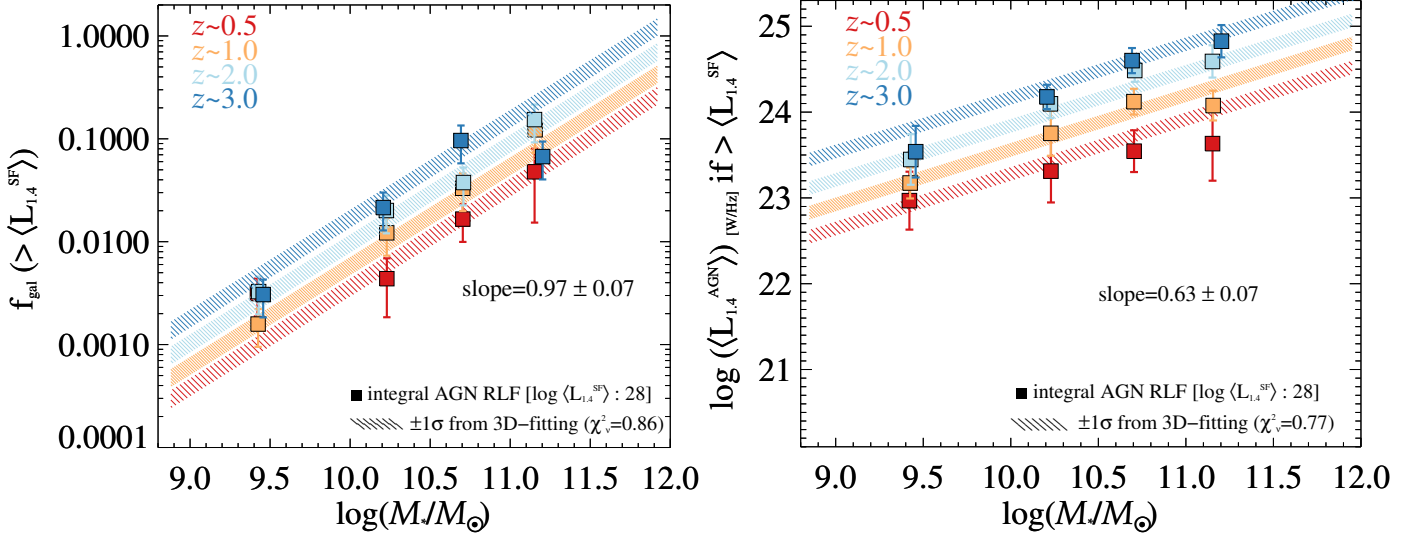 z~0.5
z~1.0
z~2.0
z~3.0
1.0000
0.1000
0.0100
0.0010
0.0001
f_gal (> ⟨L_1.4^SF⟩)
slope=0.97 ± 0.07
integral AGN RLF [log ⟨L_1.4^SF⟩ : 28]
±1σ from 3D−fitting (χ²_ν=0.86)
9.0 9.5 10.0 10.5 11.0 11.5 12.0
log(M_*/M_⊙)
z~0.5
z~1.0
z~2.0
z~3.0
25
24
23
22
21
log (⟨L_1.4^AGN⟩) [W/Hz] if > ⟨L_1.4^SF⟩
slope=0.63 ± 0.07
integral AGN RLF [log ⟨L_1.4^SF⟩ : 28]
±1σ from 3D−fitting (χ²_ν=0.77)
9.0 9.5 10.0 10.5 11.0 11.5 12.0
log(M_*/M_⊙)